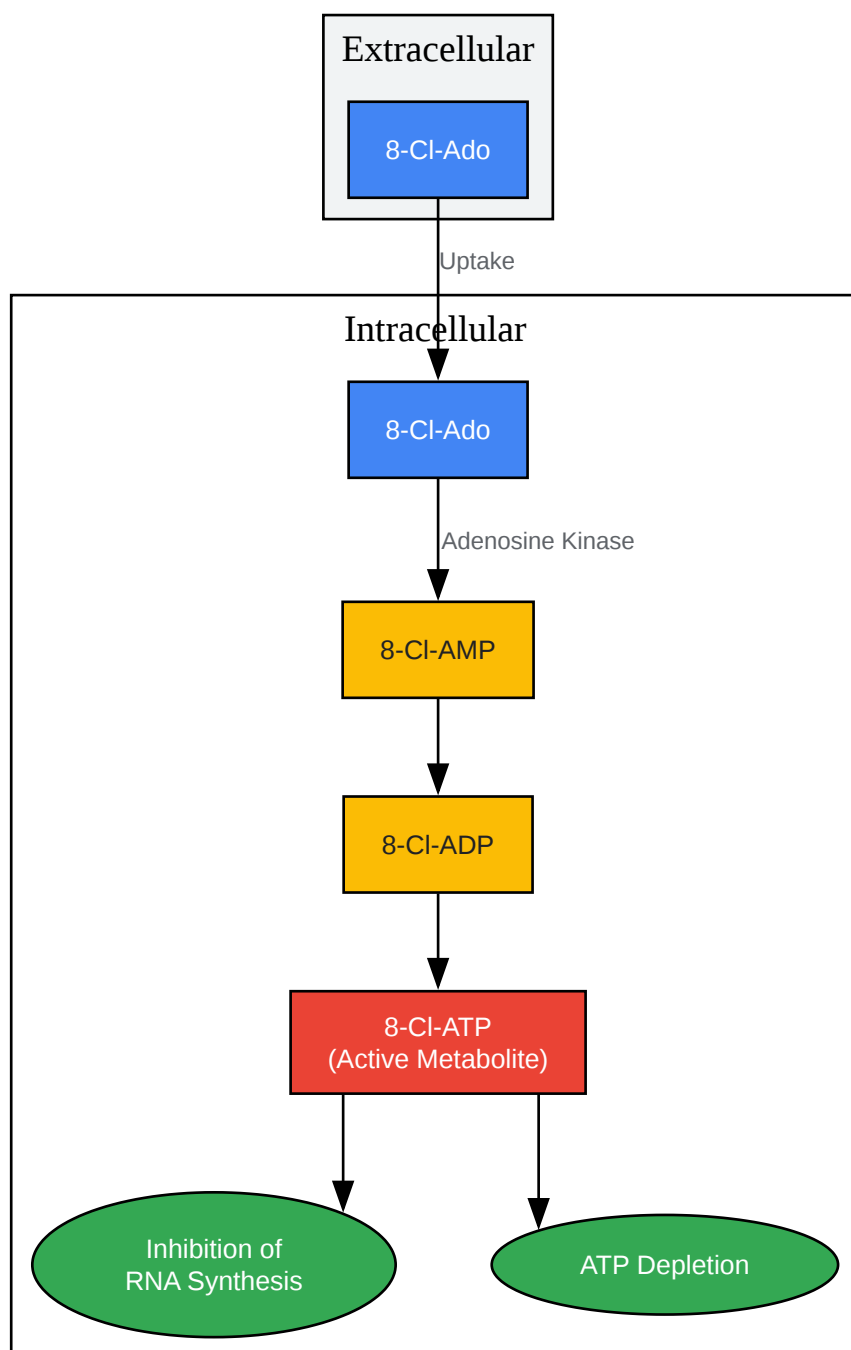 Extracellular
8-Cl-Ado
Uptake
Intracellular
8-Cl-Ado
Adenosine Kinase
8-Cl-AMP
8-Cl-ADP
8-Cl-ATP
(Active Metabolite)
Inhibition of
RNA Synthesis
ATP Depletion